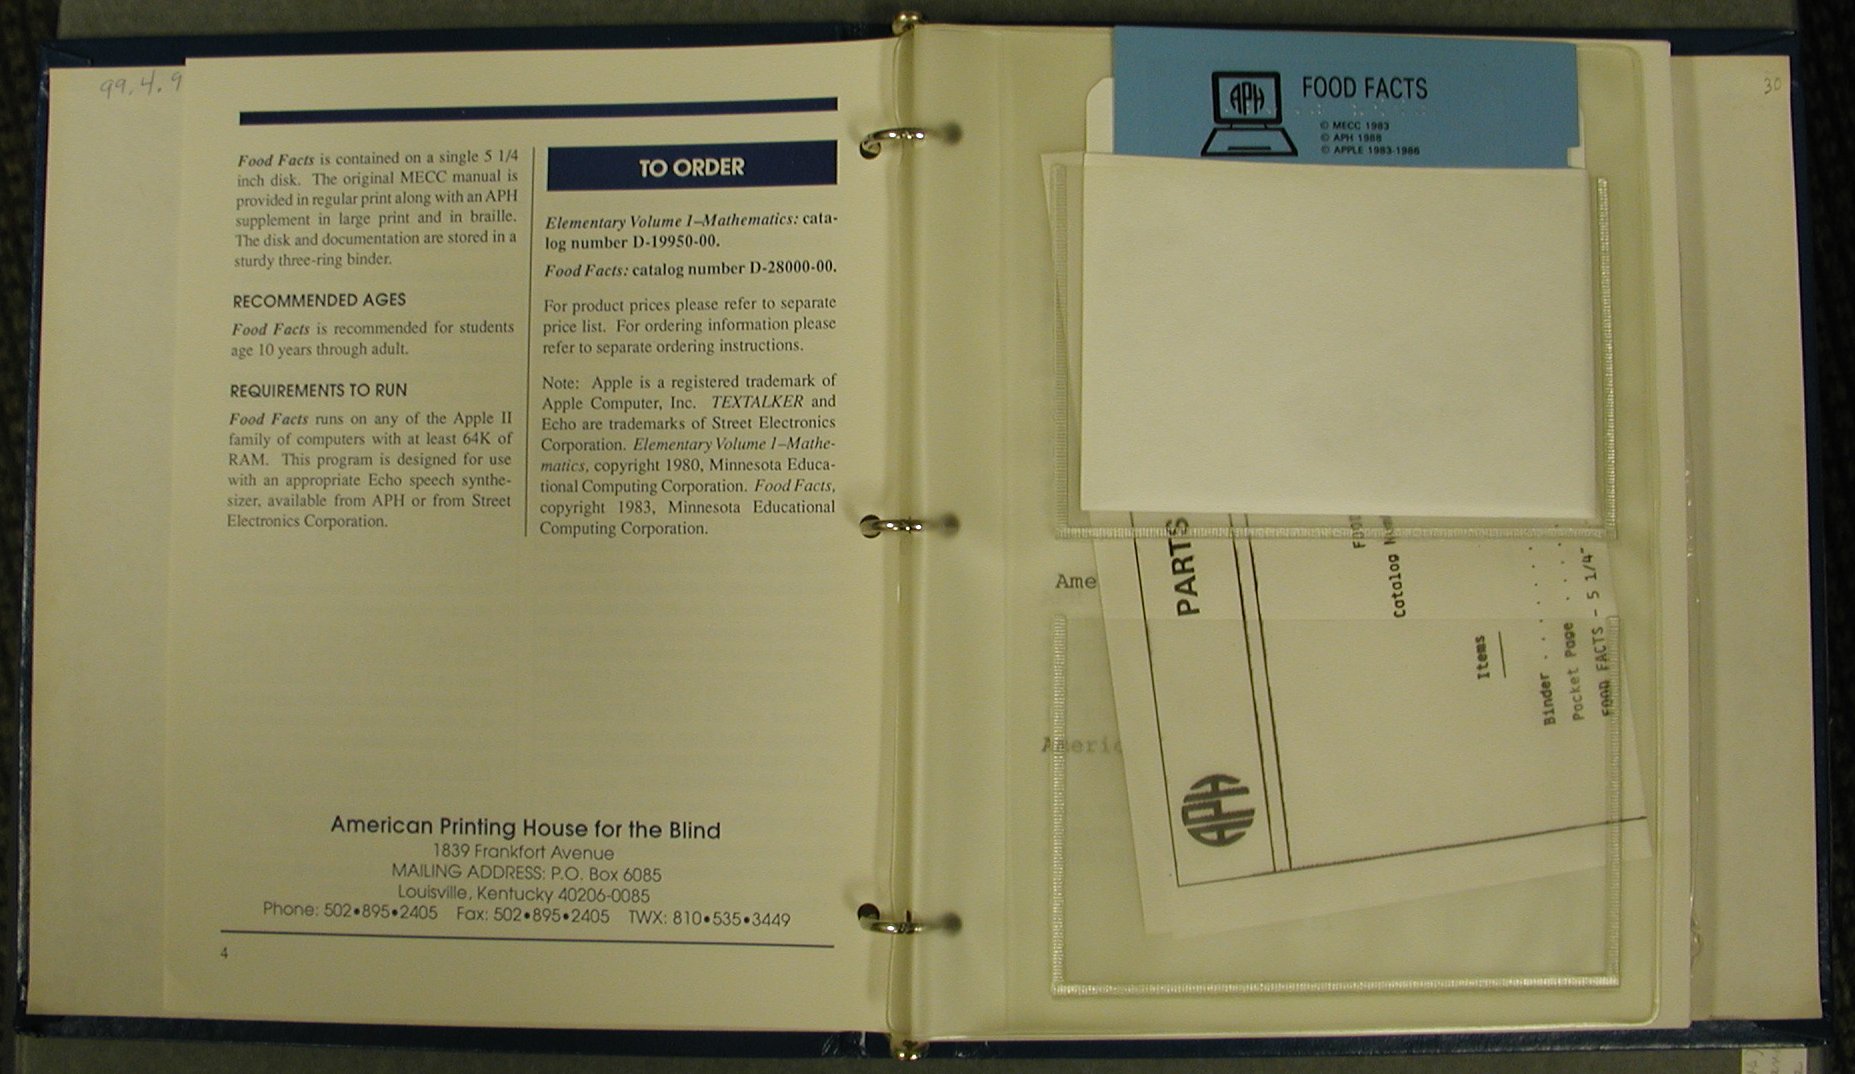 99.4.9
Food Facts is contained on a single 5 1/4
inch disk. The original MECC manual is
provided in regular print along with an APH
supplement in large print and in braille.
The disk and documentation are stored in a
sturdy three-ring binder.
RECOMMENDED AGES
Food Facts is recommended for students
age 10 years through adult.
REQUIREMENTS TO RUN
Food Facts runs on any of the Apple II
family of computers with at least 64K of
RAM. This program is designed for use
with an appropriate Echo speech synthe-
sizer, available from APH or from Street
Electronics Corporation.
TO ORDER
Elementary Volume 1–Mathematics: cata-
log number D-19950-00.
Food Facts: catalog number D-28000-00.
For product prices please refer to separate
price list. For ordering information please
refer to separate ordering instructions.
Note: Apple is a registered trademark of
Apple Computer, Inc. TEXTALKER and
Echo are trademarks of Street Electronics
Corporation. Elementary Volume 1–Mathe-
matics, copyright 1980, Minnesota Educa-
tional Computing Corporation. Food Facts,
copyright 1983, Minnesota Educational
Computing Corporation.
American Printing House for the Blind
1839 Frankfort Avenue
MAILING ADDRESS: P.O. Box 6085
Louisville, Kentucky 40206-0085
Phone: 502•895•2405 Fax: 502•895•2405 TWX: 810•535•3449
4
APH
FOOD FACTS
© MECC 1983
© APH 1988
© APPLE 1983-1986
30
Ame
Americ
APH PARTS
FOO
Catalog Num
Items
Binder . . . . .
Pocket Page . . . .
FOOD FACTS - 5 1/4"